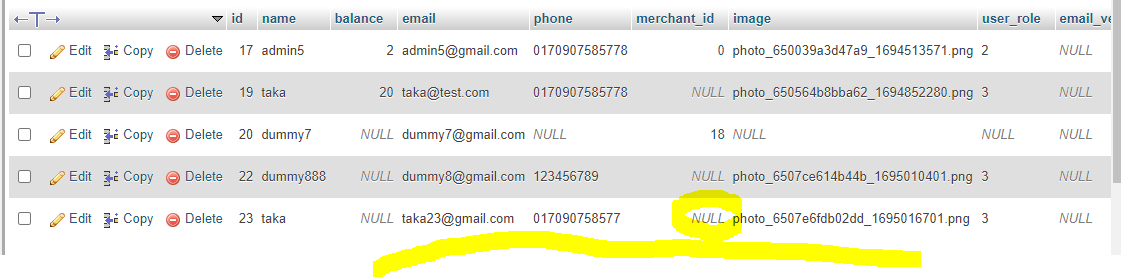 id name balance email phone merchant_id image user_role email_ve
Edit Copy Delete 17 admin5 2 admin5@gmail.com 0170907585778 0 photo_650039a3d47a9_1694513571.png 2 NULL
Edit Copy Delete 19 taka 20 taka@test.com 0170907585778 NULL photo_650564b8bba62_1694852280.png 3 NULL
Edit Copy Delete 20 dummy7 NULL dummy7@gmail.com NULL 18 NULL NULL NULL
Edit Copy Delete 22 dummy888 NULL dummy8@gmail.com 123456789 NULL photo_6507ce614b44b_1695010401.png 3 NULL
Edit Copy Delete 23 taka NULL taka23@gmail.com 017090758577 NULL photo_6507e6fdb02dd_1695016701.png 3 NULL